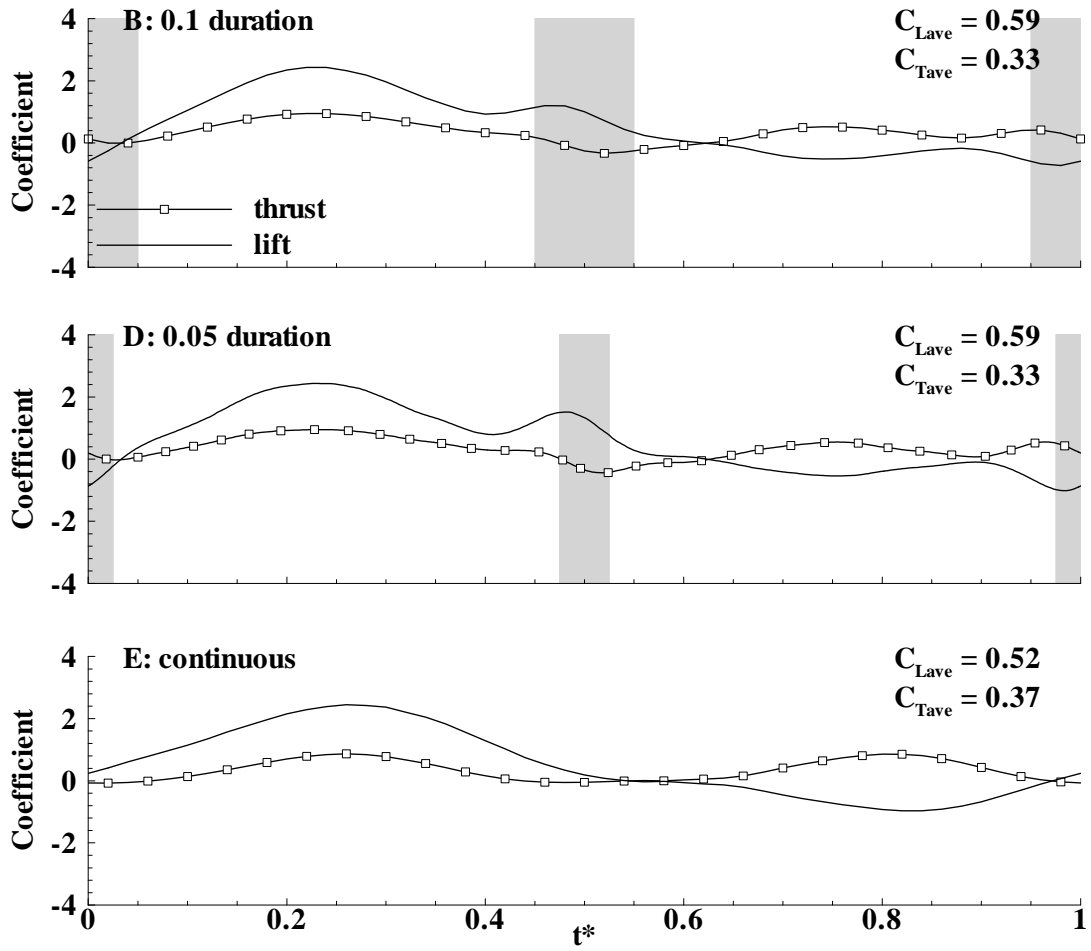 B: 0.1 duration
C_Lave = 0.59
C_Tave = 0.33
4
2
0
-2
-4
Coefficient
thrust
lift
D: 0.05 duration
C_Lave = 0.59
C_Tave = 0.33
4
2
0
-2
-4
Coefficient
E: continuous
C_Lave = 0.52
C_Tave = 0.37
4
2
0
-2
-4
Coefficient
0 0.2 0.4 0.6 0.8 1
t*